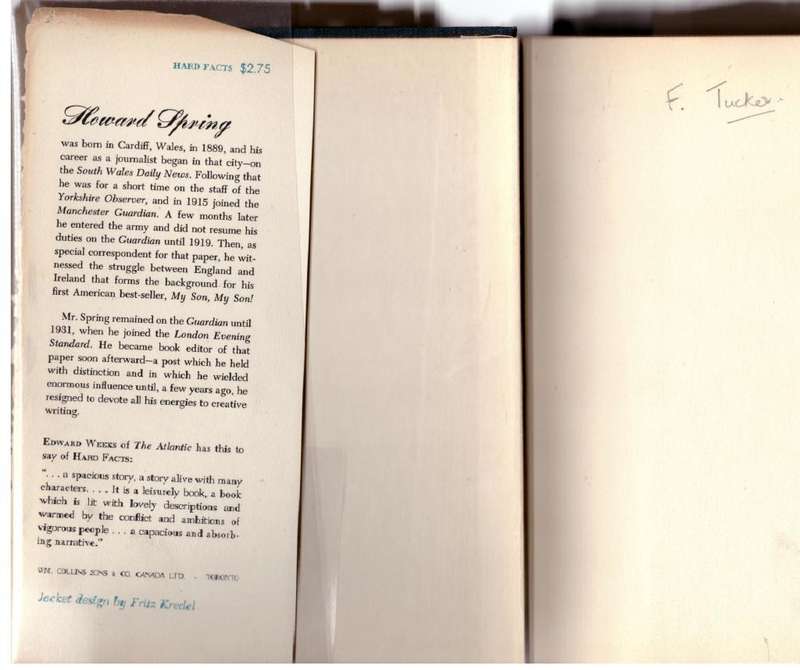 HARD FACTS $2.75
Howard Spring
was born in Cardiff, Wales, in 1889, and his
career as a journalist began in that city—on
the South Wales Daily News. Following that
he was for a short time on the staff of the
Yorkshire Observer, and in 1915 joined the
Manchester Guardian. A few months later
he entered the army and did not resume his
duties on the Guardian until 1919. Then, as
special correspondent for that paper, he wit-
nessed the struggle between England and
Ireland that forms the background for his
first American best-seller, My Son, My Son!
Mr. Spring remained on the Guardian until
1931, when he joined the London Evening
Standard. He became book editor of that
paper soon afterward—a post which he held
with distinction and in which he wielded
enormous influence until, a few years ago, he
resigned to devote all his energies to creative
writing.
EDWARD WEEKS of The Atlantic has this to
say of HARD FACTS:
". . . a spacious story, a story alive with many
characters. . . . It is a leisurely book, a book
which is lit with lovely descriptions and
warmed by the conflict and ambitions of
vigorous people . . . a capacious and absorb-
ing narrative."
WM. COLLINS SONS & CO. CANADA LTD. - TORONTO
Jacket design by Fritz Kredel
F. Tucker.